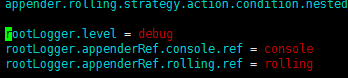 appender.rolling.strategy.action.condition.nested
rootLogger.level = debug
rootLogger.appenderRef.console.ref = console
rootLogger.appenderRef.rolling.ref = rolling